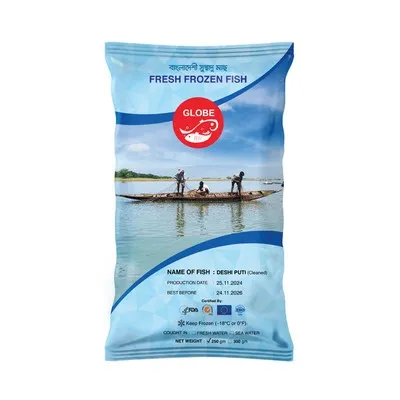 বাংলাদেশী সুস্বাদু মাছ
FRESH FROZEN FISH
GLOBE
NAME OF FISH : DESHI PUTI (Cleaned)
PRODUCTION DATE : 25.11.2024
BEST BEFORE : 24.11.2026
Certified By:
FDA
Keep Frozen (-18°C or 0°F)
COUGHT IN : FRESH WATER SEA WATER
NET WEIGHT : 250 gm 500 gm